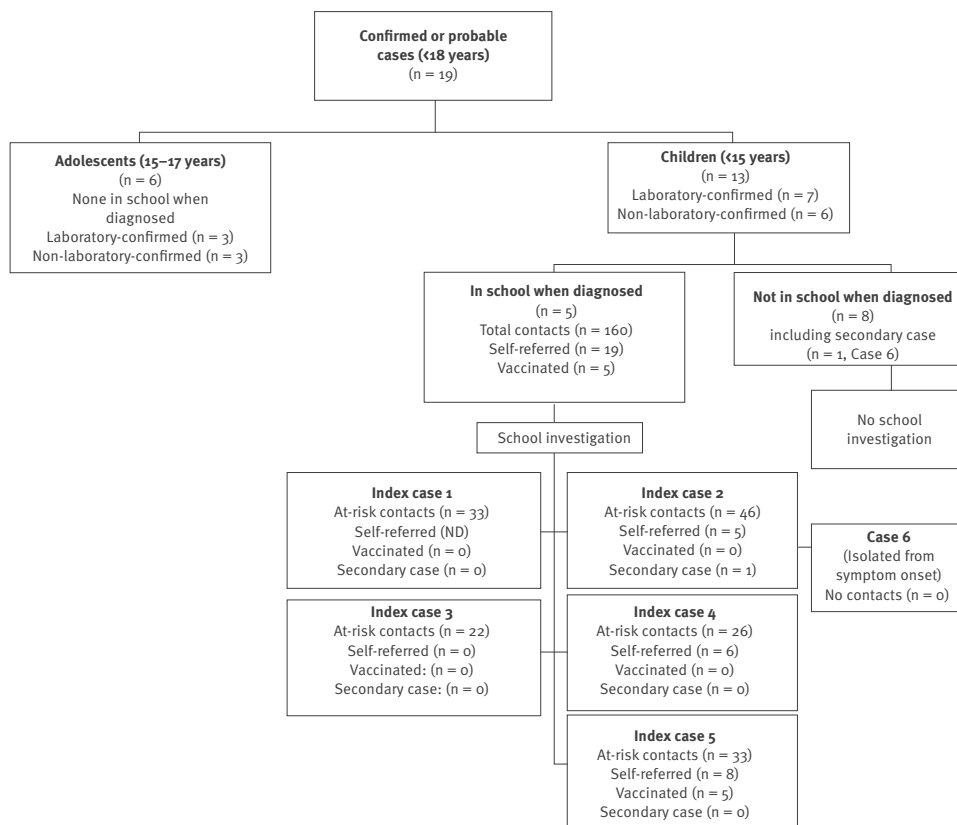 Confirmed or probable
cases (<18 years)
(n = 19)
Adolescents (15–17 years)
(n = 6)
None in school when
diagnosed
Laboratory-confirmed (n = 3)
Non-laboratory-confirmed (n = 3)
Children (<15 years)
(n = 13)
Laboratory-confirmed (n = 7)
Non-laboratory-confirmed (n = 6)
In school when diagnosed
(n = 5)
Total contacts (n = 160)
Self-referred (n = 19)
Vaccinated (n = 5)
Not in school when diagnosed
(n = 8)
including secondary case
(n = 1, Case 6)
No school
investigation
School investigation
Index case 1
At-risk contacts (n = 33)
Self-referred (ND)
Vaccinated (n = 0)
Secondary case (n = 0)
Index case 2
At-risk contacts (n = 46)
Self-referred (n = 5)
Vaccinated (n = 0)
Secondary case (n = 1)
Case 6
(Isolated from
symptom onset)
No contacts (n = 0)
Index case 3
At-risk contacts (n = 22)
Self-referred (n = 0)
Vaccinated: (n = 0)
Secondary case: (n = 0)
Index case 4
At-risk contacts (n = 26)
Self-referred (n = 6)
Vaccinated (n = 0)
Secondary case (n = 0)
Index case 5
At-risk contacts (n = 33)
Self-referred (n = 8)
Vaccinated (n = 5)
Secondary case (n = 0)